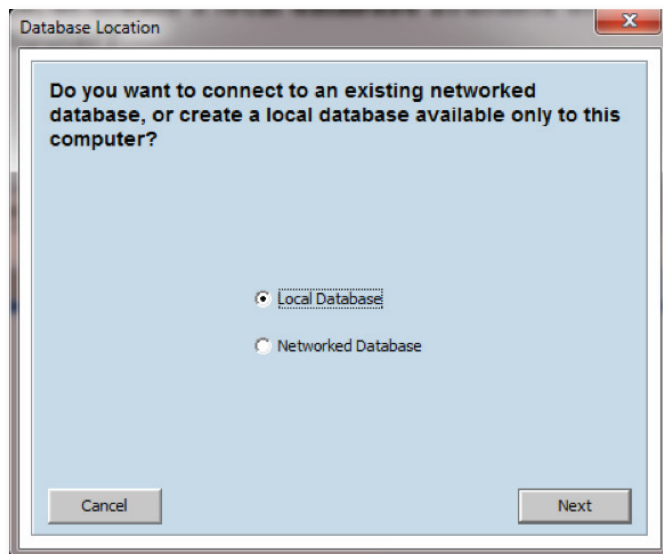 Database Location
Do you want to connect to an existing networked
database, or create a local database available only to this
computer?
Local Database
Networked Database
Cancel
Next